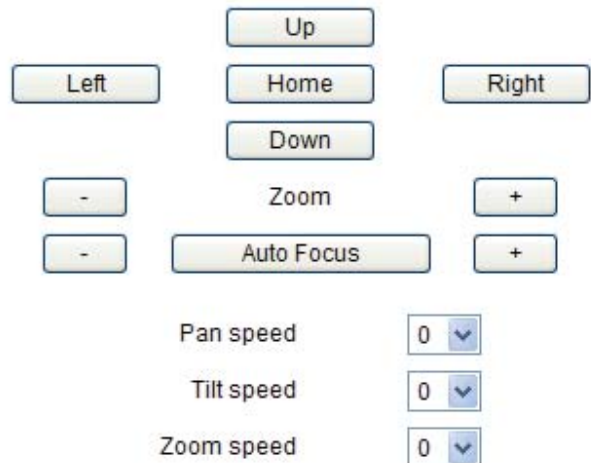 Up
Left Home Right
Down
- Zoom +
- Auto Focus +
Pan speed 0
Tilt speed 0
Zoom speed 0